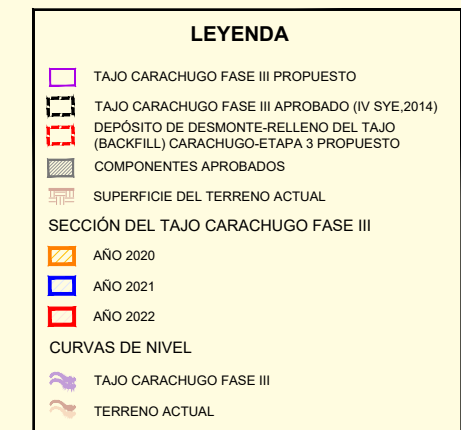 LEYENDA
TAJO CARACHUGO FASE III PROPUESTO
TAJO CARACHUGO FASE III APROBADO (IV SYE,2014)
DEPÓSITO DE DESMONTE-RELLENO DEL TAJO
(BACKFILL) CARACHUGO-ETAPA 3 PROPUESTO
COMPONENTES APROBADOS
SUPERFICIE DEL TERRENO ACTUAL
SECCIÓN DEL TAJO CARACHUGO FASE III
AÑO 2020
AÑO 2021
AÑO 2022
CURVAS DE NIVEL
TAJO CARACHUGO FASE III
TERRENO ACTUAL